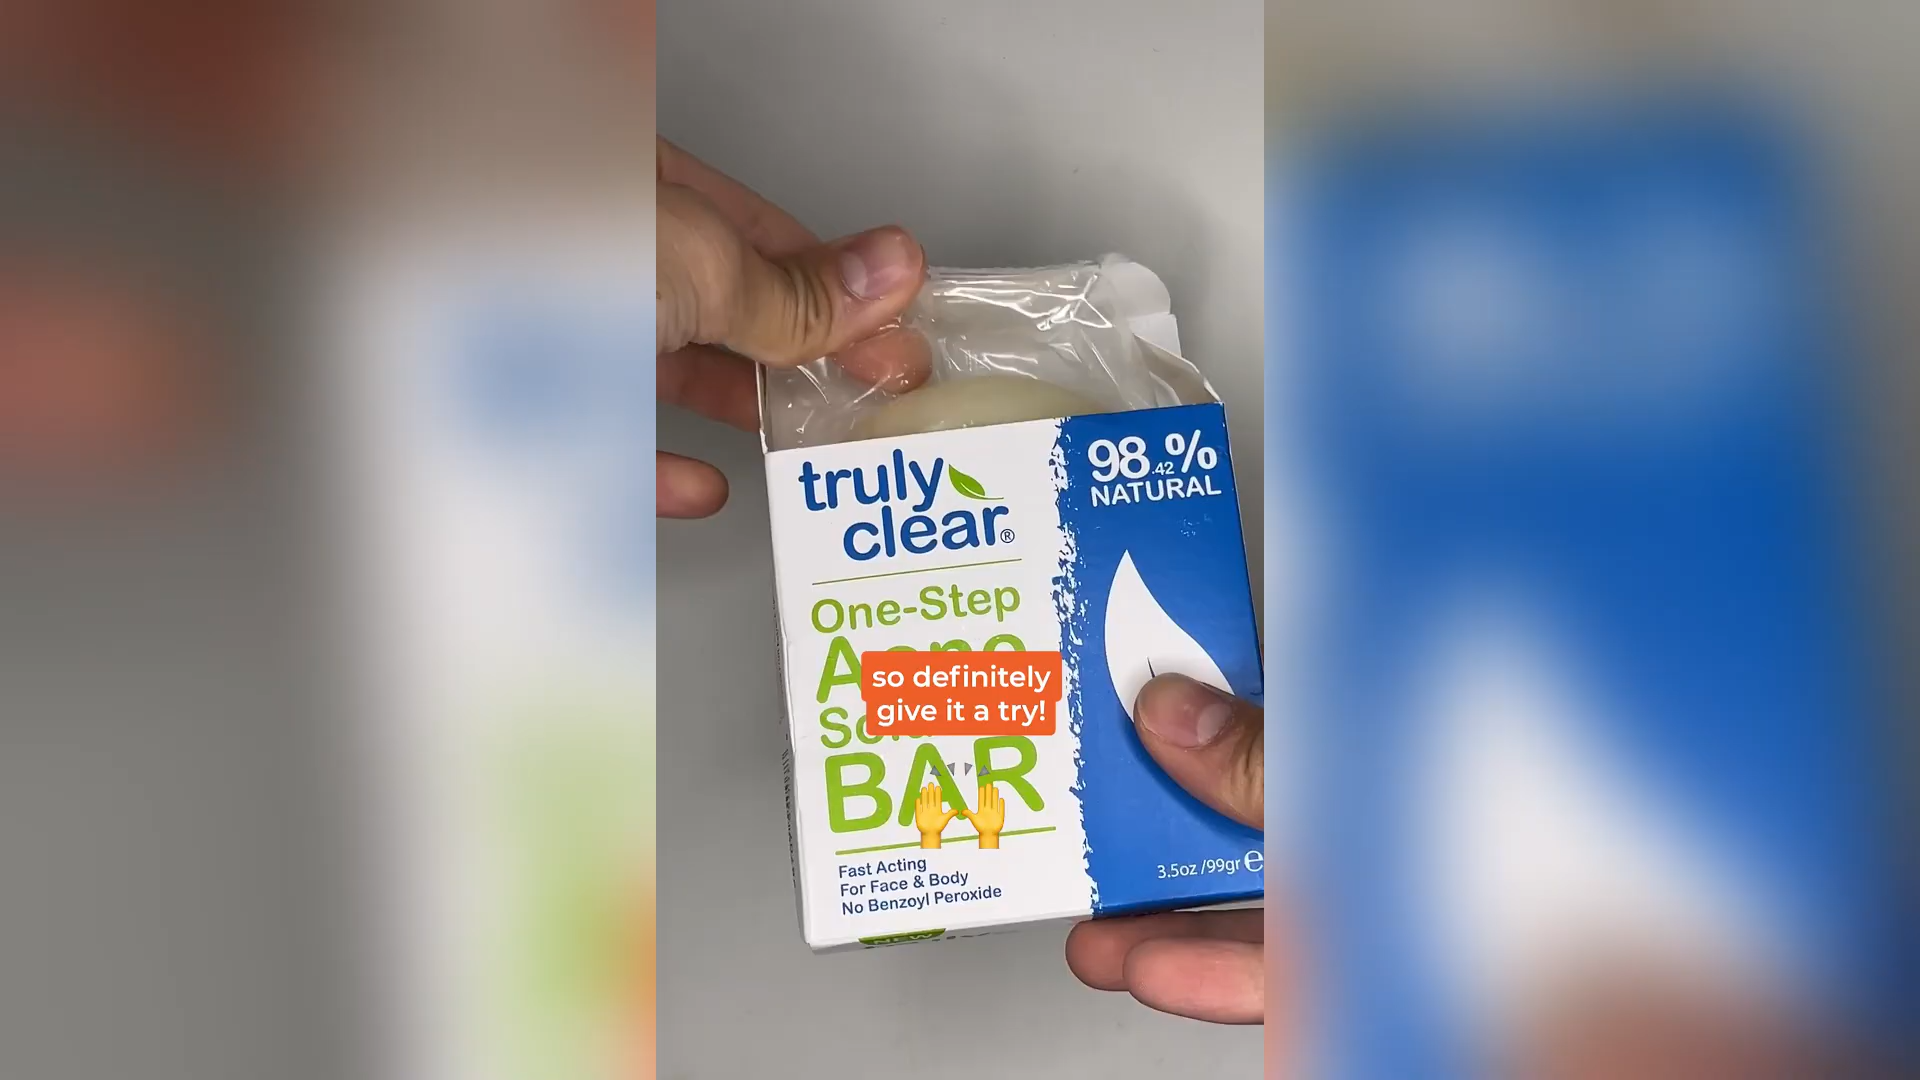 truly
clear®
98.42%
NATURAL
One-Step
BAR
so definitely
give it a try!
Fast Acting
For Face & Body
No Benzoyl Peroxide
3.5oz /99gr e
NEW